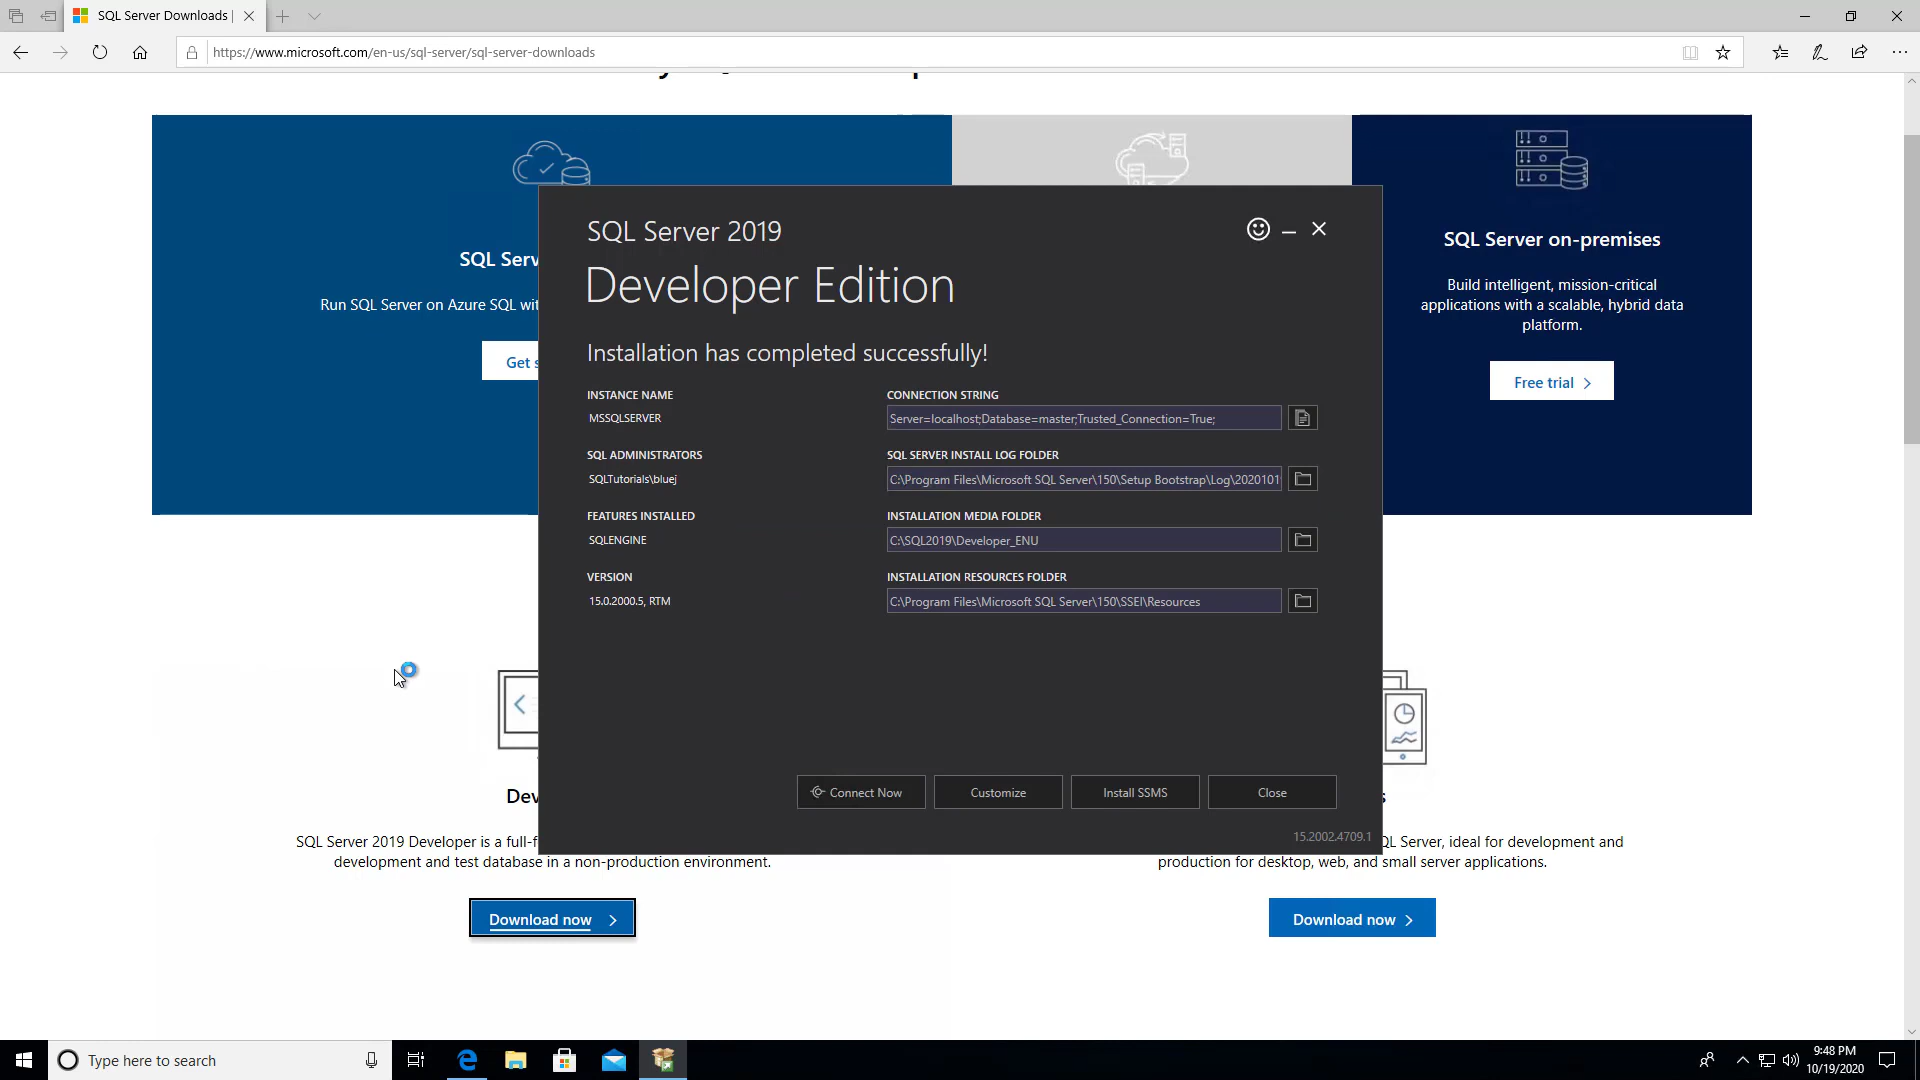 SQL Server Downloads |
https://www.microsoft.com/en-us/sql-server/sql-server-downloads
SQL Serv
Run SQL Server on Azure SQL wit
Get s
SQL Server on-premises
Build intelligent, mission-critical
applications with a scalable, hybrid data
platform.
Free trial
SQL Server 2019
Developer Edition
Installation has completed successfully!
INSTANCE NAME
MSSQLSERVER
CONNECTION STRING
Server=localhost;Database=master;Trusted_Connection=True;
SQL ADMINISTRATORS
SQLTutorials\bluej
SQL SERVER INSTALL LOG FOLDER
C:\Program Files\Microsoft SQL Server\150\Setup Bootstrap\Log\2020101
FEATURES INSTALLED
SQLENGINE
INSTALLATION MEDIA FOLDER
C:\SQL2019\Developer_ENU
VERSION
15.0.2000.5, RTM
INSTALLATION RESOURCES FOLDER
C:\Program Files\Microsoft SQL Server\150\SSEI\Resources
Connect Now
Customize
Install SSMS
Close
15.2002.4709.1
Dev
SQL Server 2019 Developer is a full-f
development and test database in a non-production environment.
Download now
s
QL Server, ideal for development and
production for desktop, web, and small server applications.
Download now
Type here to search
9:48 PM
10/19/2020